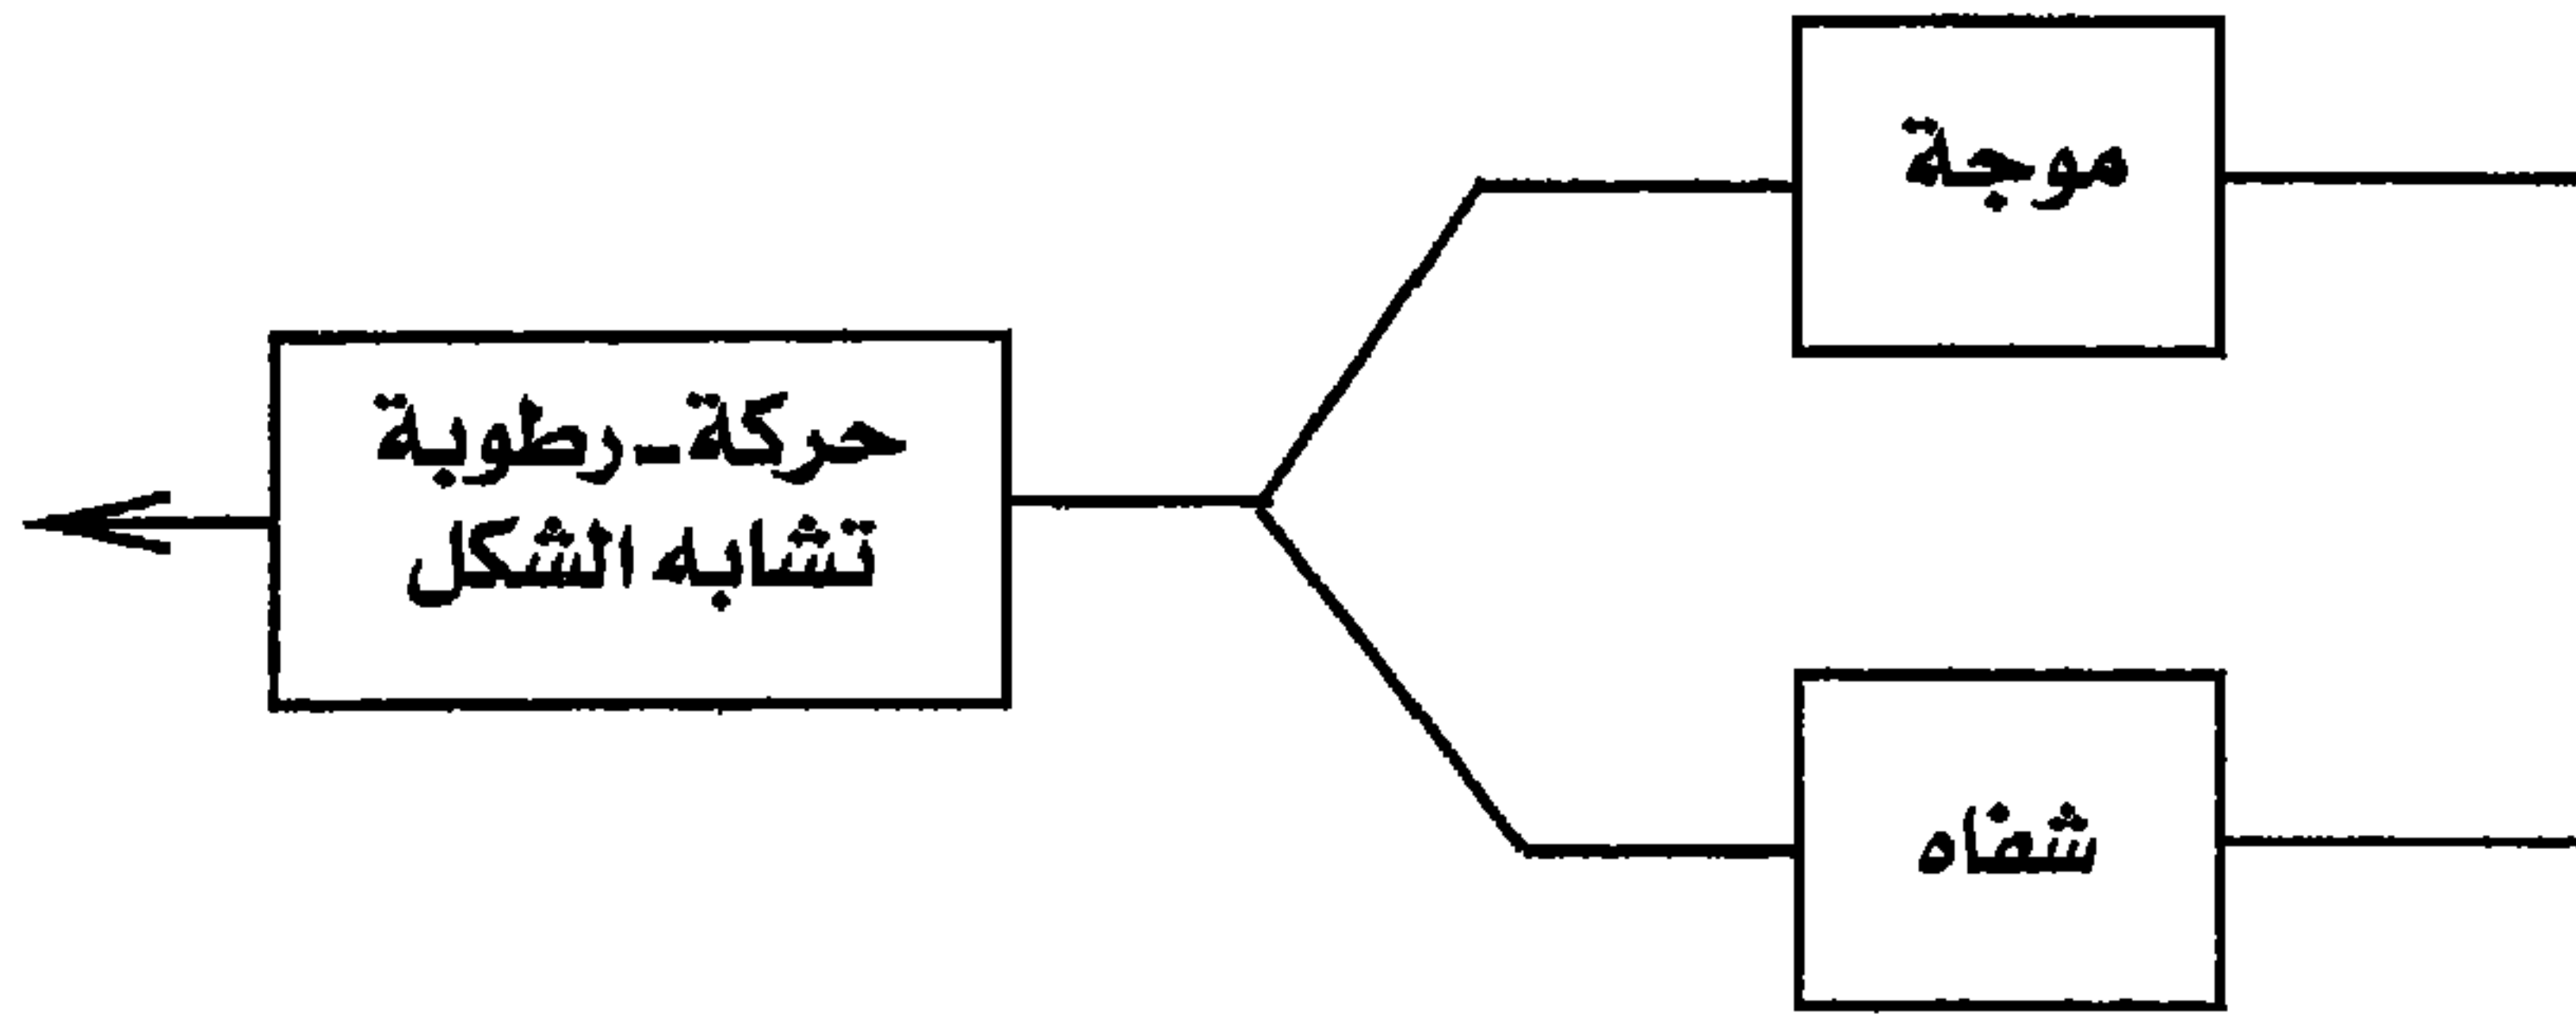 موجة
حركة-رطوبة
تشابه الشكل
شفاه